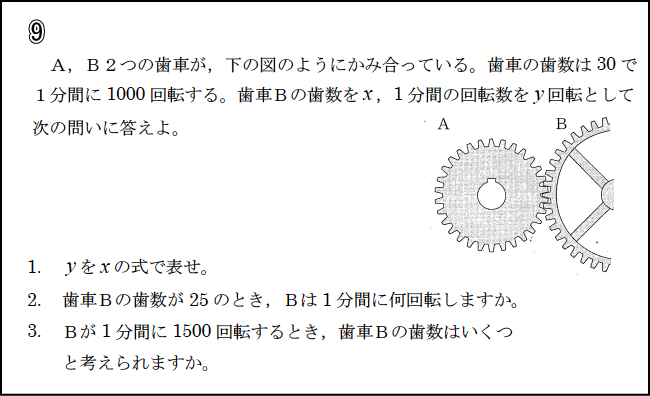 ⑨
A，B２つの歯車が，下の図のようにかみ合っている。歯車の歯数は 30 で
１分間に 1000 回転する。歯車Bの歯数を x，1分間の回転数を y 回転として
次の問いに答えよ。
A B
1. y を x の式で表せ。
2. 歯車Bの歯数が 25 のとき，Bは１分間に何回転しますか。
3. Bが１分間に 1500 回転するとき，歯車Bの歯数はいくつ
と考えられますか。